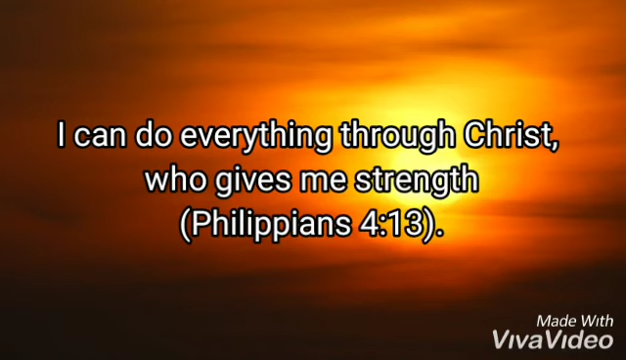 I can do everything through Christ,
who gives me strength
(Philippians 4:13).
Made With
VivaVideo